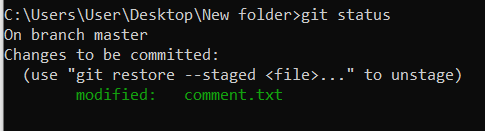 C:\Users\User\Desktop\New folder>git status
On branch master
Changes to be committed:
  (use "git restore --staged <file>..." to unstage)
        modified:   comment.txt